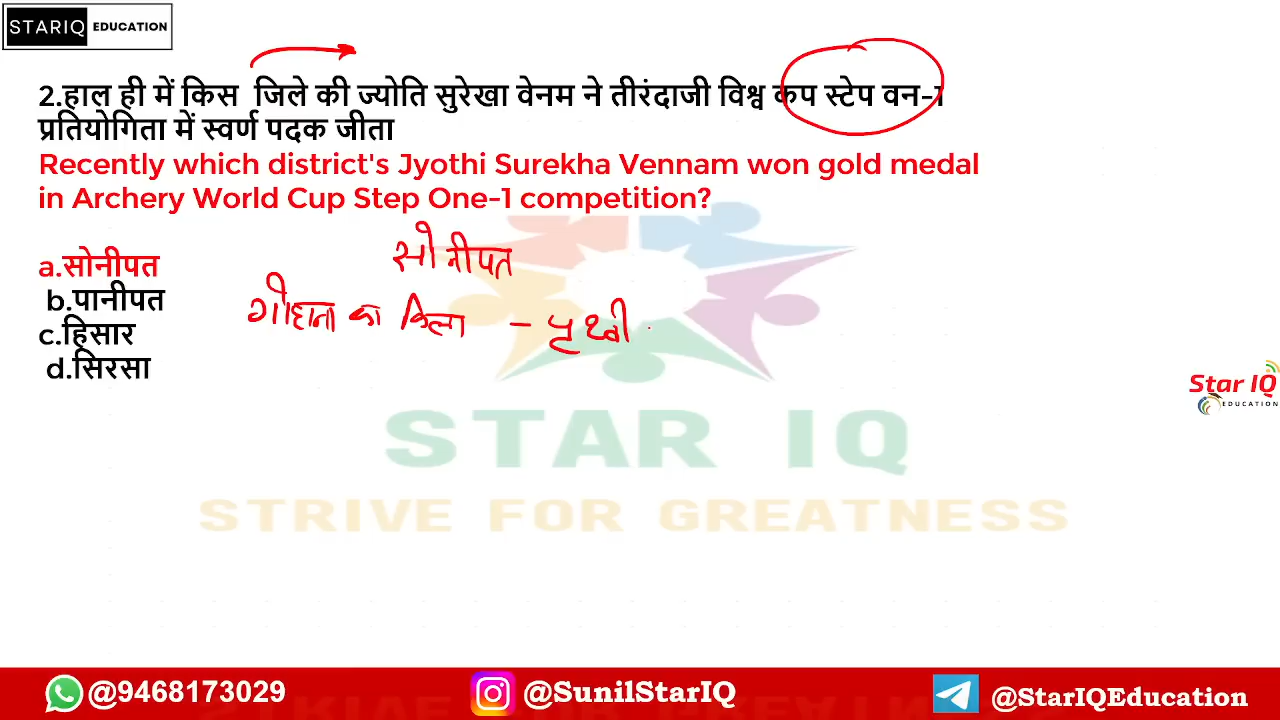 STARIQ EDUCATION
2.हाल ही में किस जिले की ज्योति सुरेखा वेनम ने तीरंदाजी विश्व कप स्टेप वन-1
प्रतियोगिता में स्वर्ण पदक जीता
Recently which district's Jyothi Surekha Vennam won gold medal
in Archery World Cup Step One-1 competition?
a.सोनीपत
b.पानीपत
c.हिसार
d.सिरसा
सोनीपत
गोहाना का किला - पृथ्वी
Star IQ
EDUCATION
STAR IQ
STRIVE FOR GREATNESS
@9468173029 @SunilStarIQ @StarIQEducation